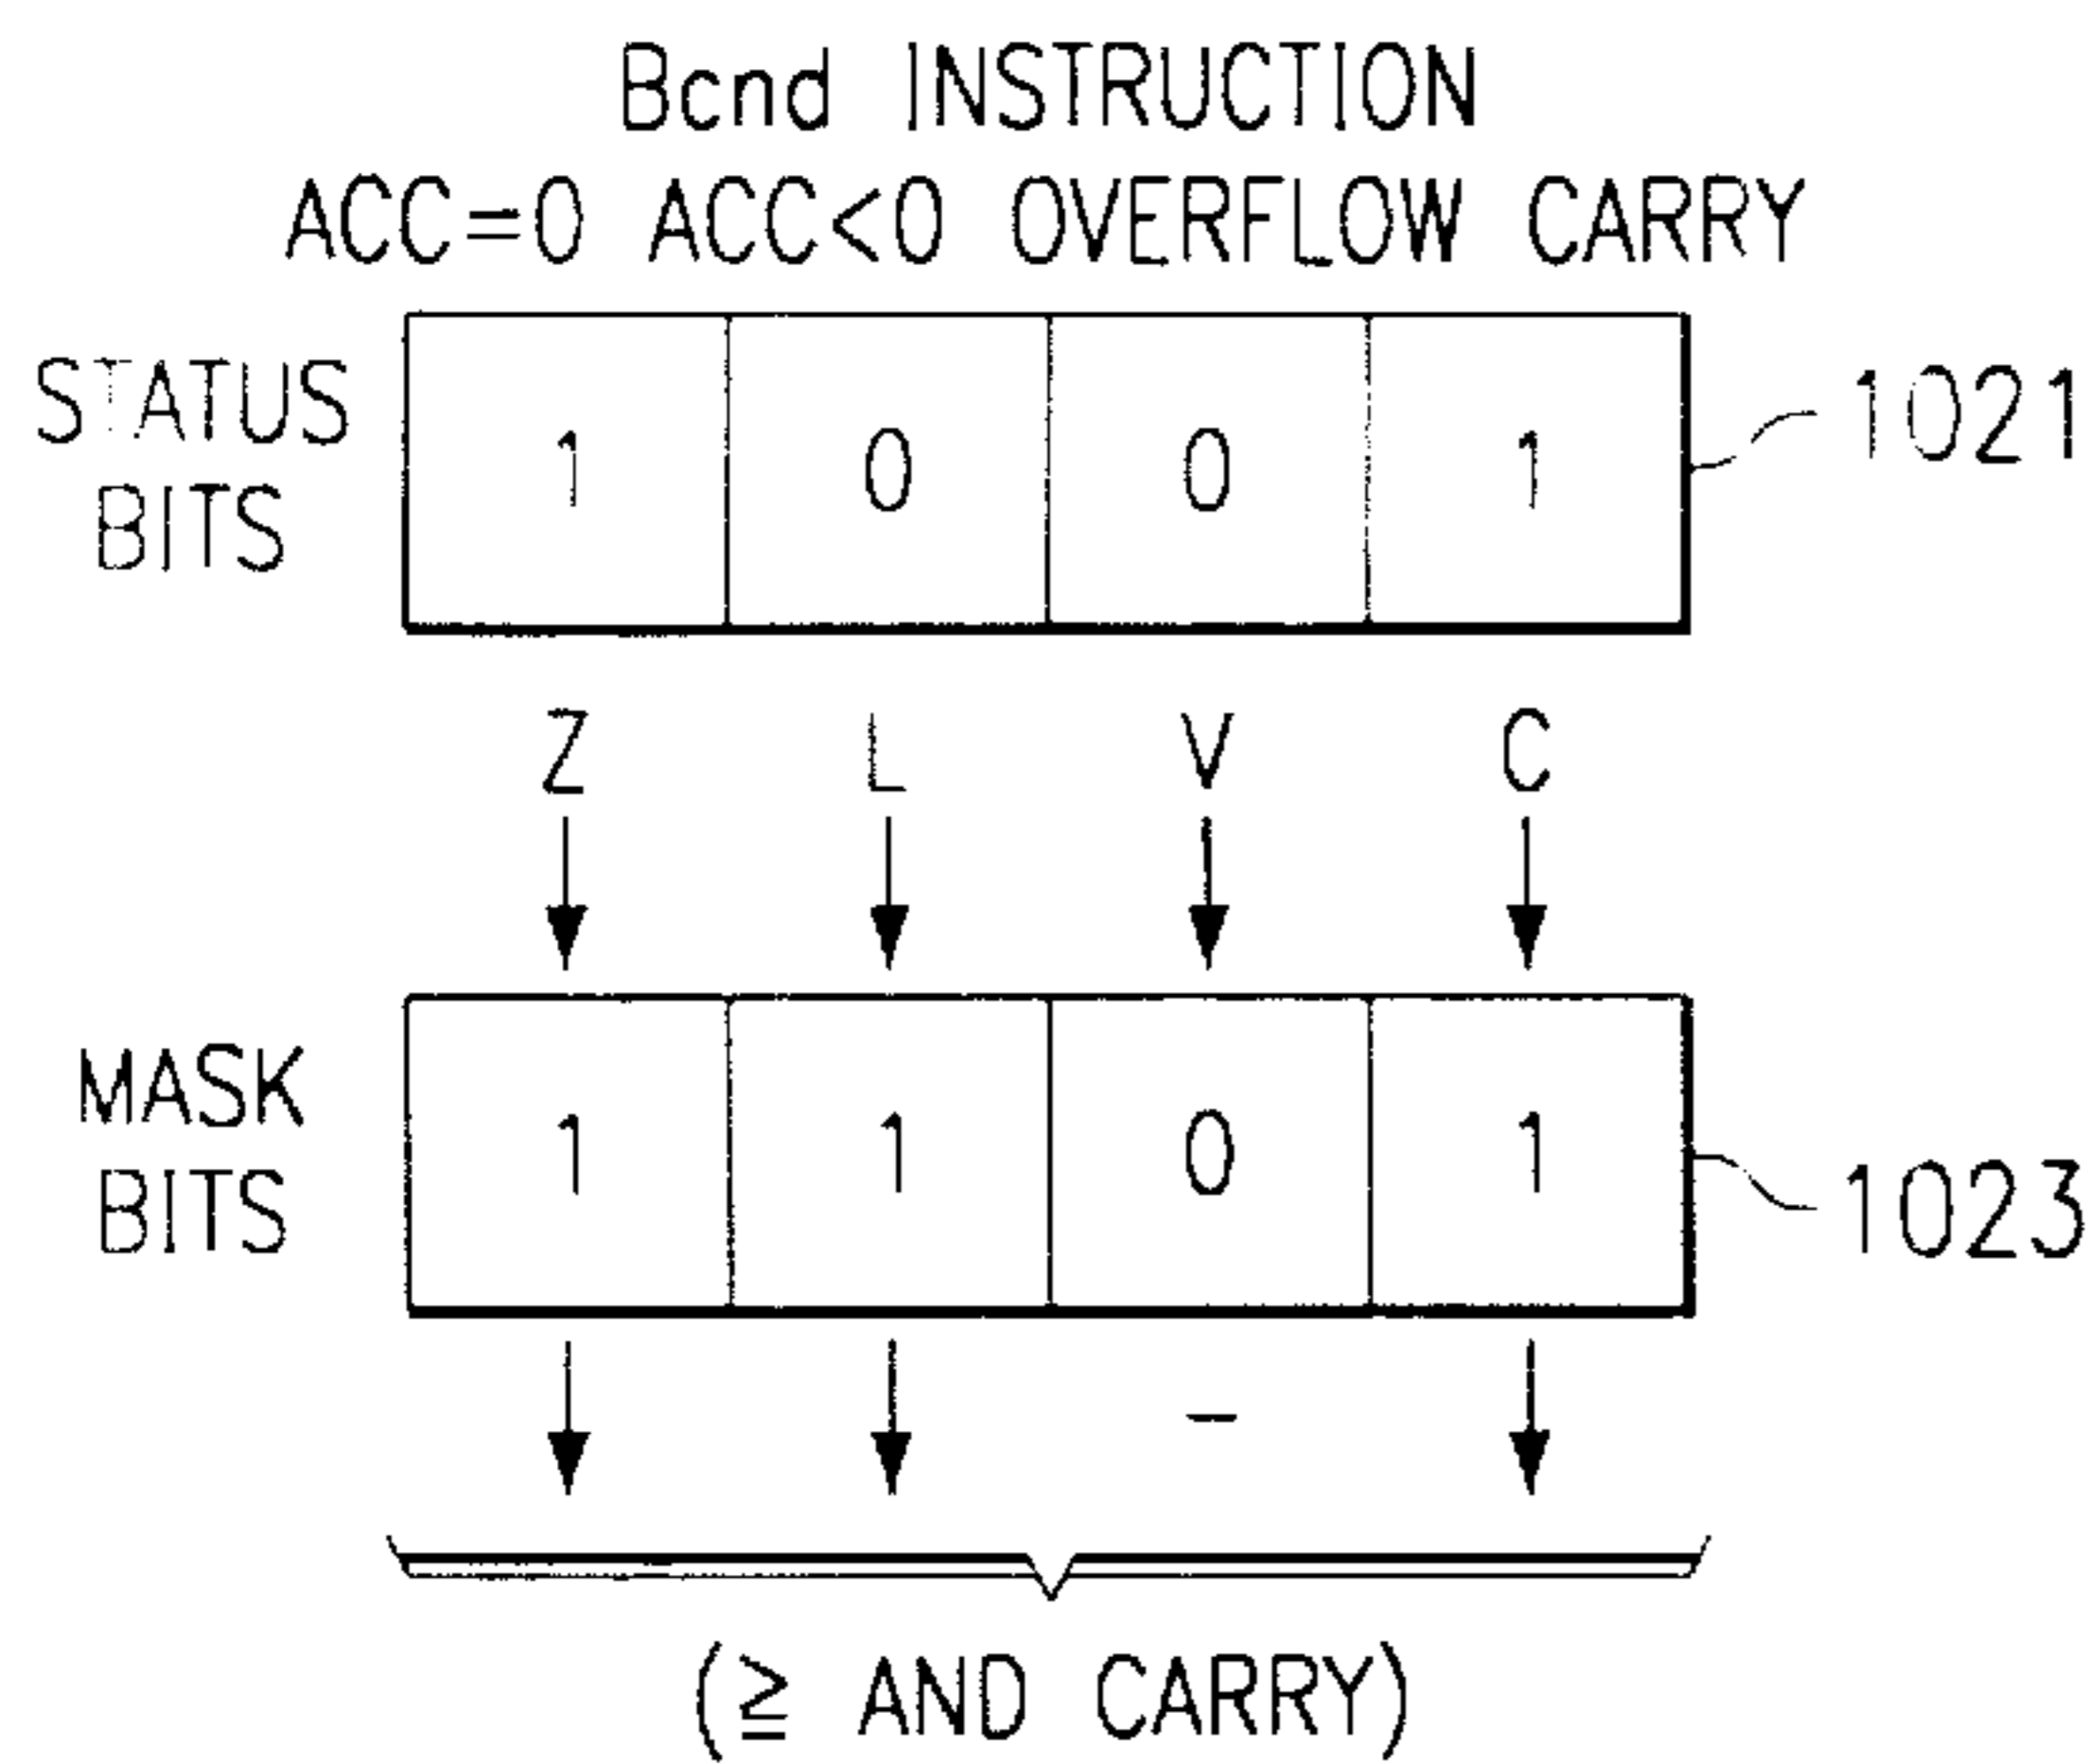 Bcnd INSTRUCTION
ACC=0 ACC<0 OVERFLOW CARRY
STATUS
BITS
1 0 0 1
1021
Z L V C
MASK
BITS
1 1 0 1
1023
–
(≧ AND CARRY)